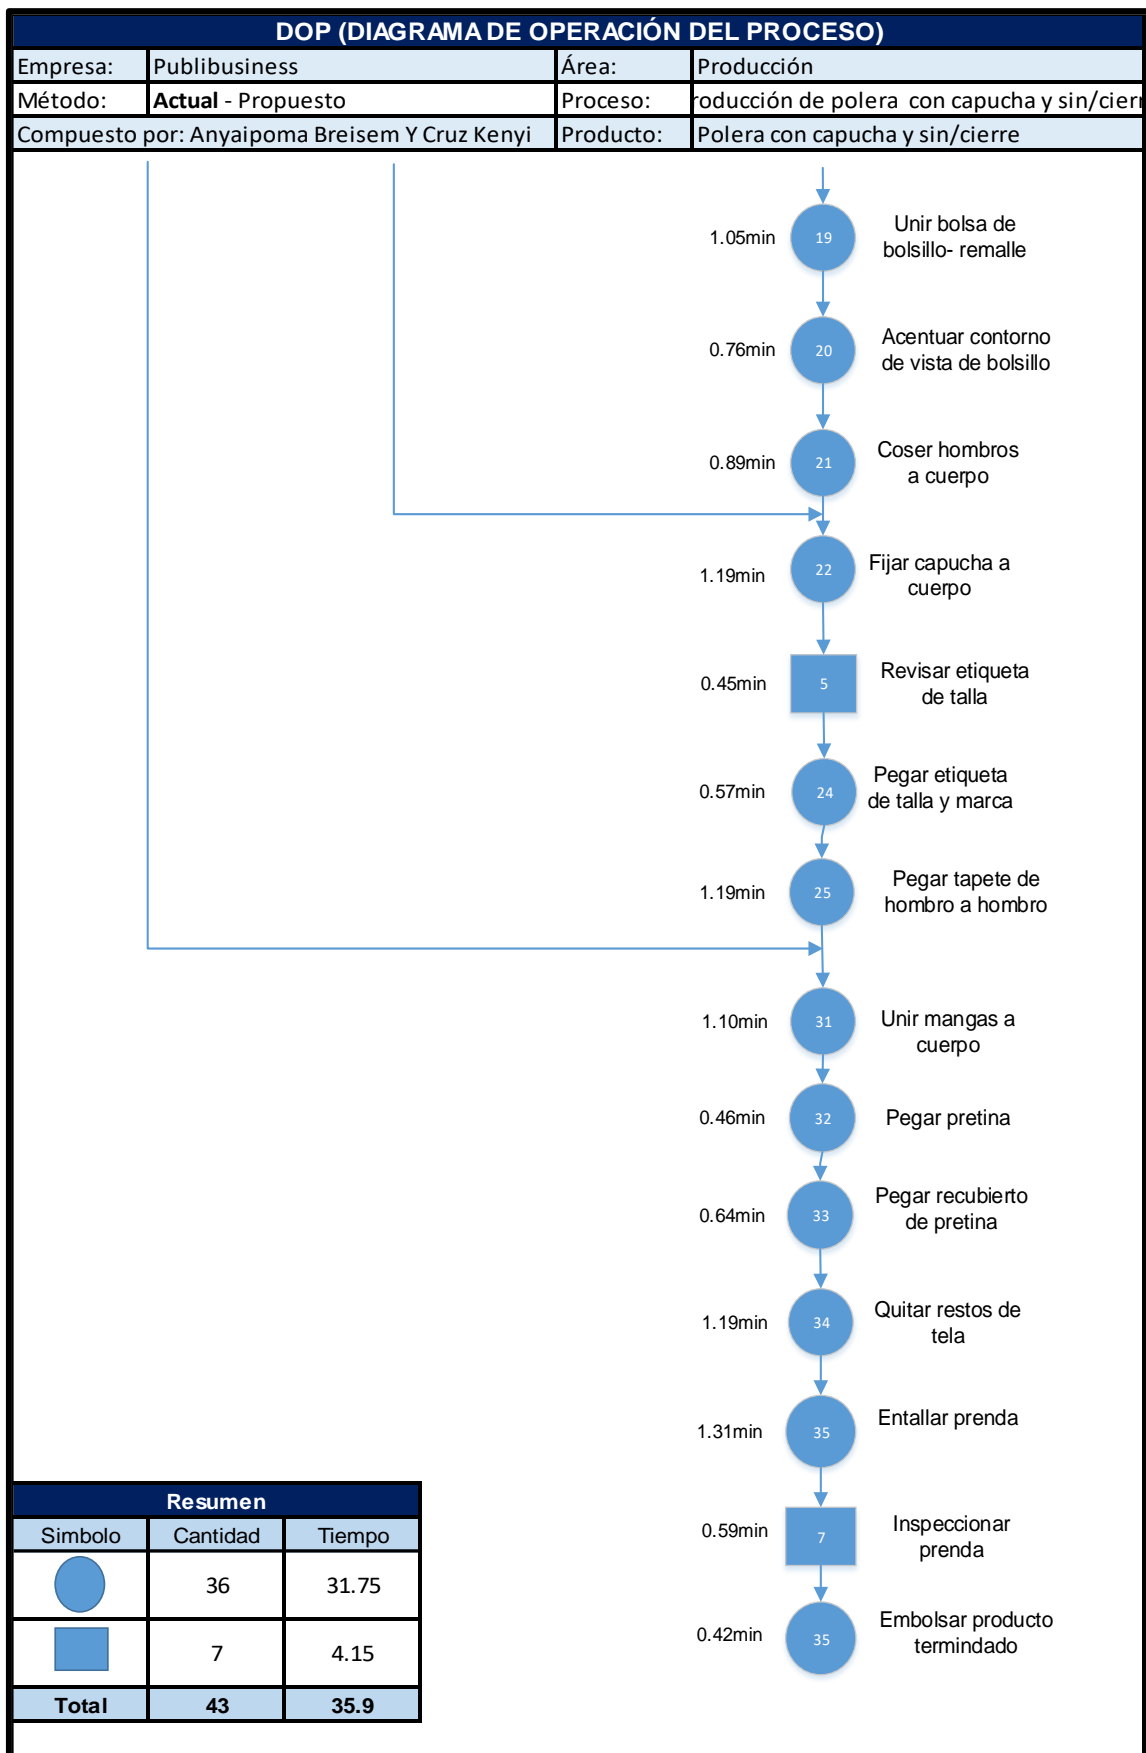 DOP (DIAGRAMA DE OPERACIÓN DEL PROCESO)
Empresa: Publibusiness Área: Producción
Método: Actual - Propuesto Proceso: roducción de polera con capucha y sin/cierr
Compuesto por: Anyaipoma Breisem Y Cruz Kenyi Producto: Polera con capucha y sin/cierre
1.05min 19 Unir bolsa de
bolsillo- remalle
0.76min 20 Acentuar contorno
de vista de bolsillo
0.89min 21 Coser hombros
a cuerpo
1.19min 22 Fijar capucha a
cuerpo
0.45min 5 Revisar etiqueta
de talla
0.57min 24 Pegar etiqueta
de talla y marca
1.19min 25 Pegar tapete de
hombro a hombro
1.10min 31 Unir mangas a
cuerpo
0.46min 32 Pegar pretina
0.64min 33 Pegar recubierto
de pretina
1.19min 34 Quitar restos de
tela
1.31min 35 Entallar prenda
0.59min 7 Inspeccionar
prenda
0.42min 35 Embolsar producto
termindado
Resumen
Simbolo Cantidad Tiempo
36 31.75
7 4.15
Total 43 35.9